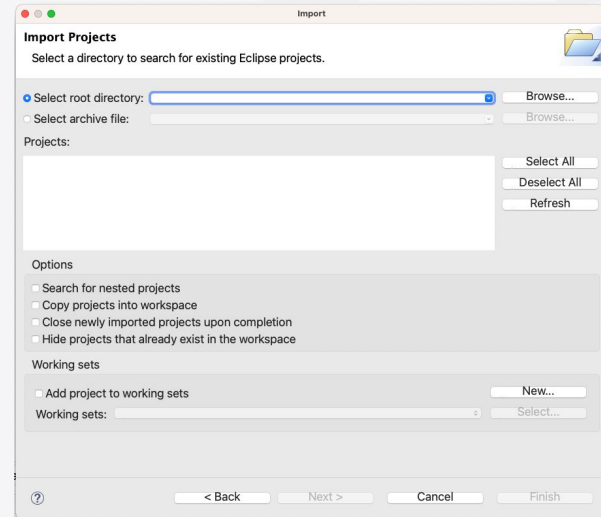 Import
Import Projects
Select a directory to search for existing Eclipse projects.
Select root directory: Browse...
Select archive file: Browse...
Projects:
Select All
Deselect All
Refresh
Options
Search for nested projects
Copy projects into workspace
Close newly imported projects upon completion
Hide projects that already exist in the workspace
Working sets
Add project to working sets New...
Working sets: Select...
? < Back Next > Cancel Finish